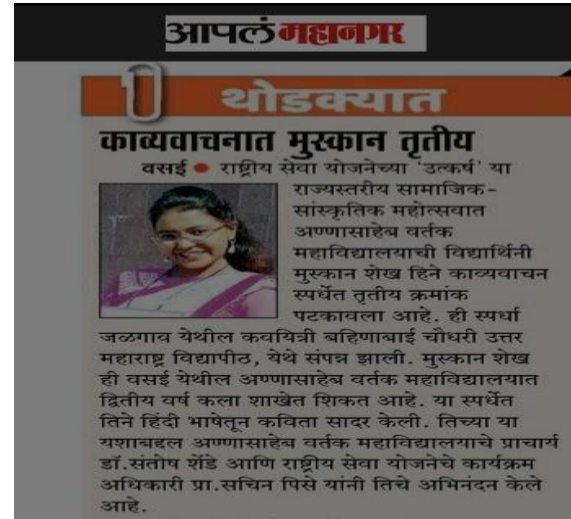 आपलं महानगर
थोडक्यात
काव्यवाचनात मुस्कान तृतीय
वसई ● राष्ट्रीय सेवा योजनेच्या 'उत्कर्ष' या
राज्यस्तरीय सामाजिक-
सांस्कृतिक महोत्सवात
अण्णासाहेब वर्तक
महाविद्यालयाची विद्यार्थिनी
मुस्कान शेख हिने काव्यवाचन
स्पर्धेत तृतीय क्रमांक
पटकावला आहे. ही स्पर्धा
जळगाव येथील कवयित्री बहिणाबाई चौधरी उत्तर
महाराष्ट्र विद्यापीठ, येथे संपन्न झाली. मुस्कान शेख
ही वसई येथील अण्णासाहेब वर्तक महाविद्यालयात
द्वितीय वर्ष कला शाखेत शिकत आहे. या स्पर्धेत
तिने हिंदी भाषेतून कविता सादर केली. तिच्या या
यशाबद्दल अण्णासाहेब वर्तक महाविद्यालयाचे प्राचार्य
डॉ.संतोष शेंडे आणि राष्ट्रीय सेवा योजनेचे कार्यक्रम
अधिकारी प्रा.सचिन पिसे यांनी तिचे अभिनंदन केले
आहे.